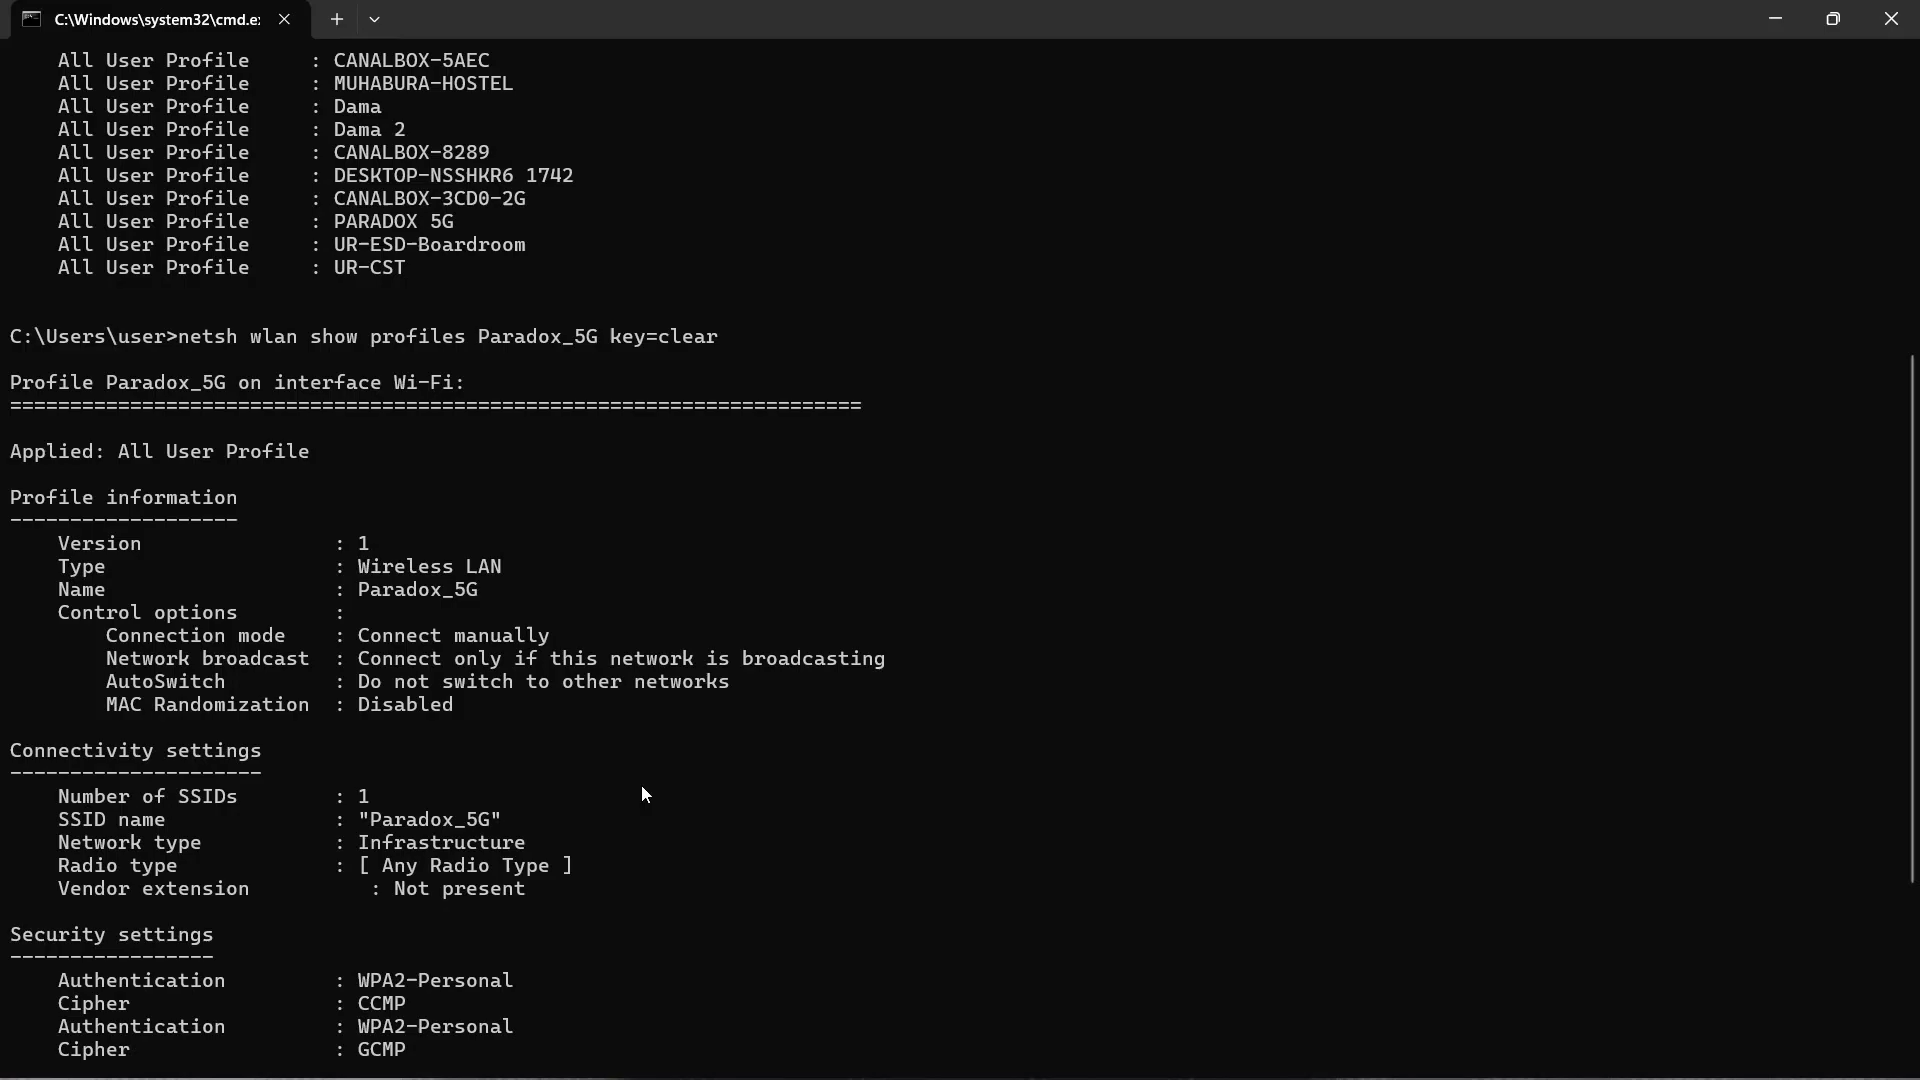 C:\Windows\system32\cmd.e:
All User Profile : CANALBOX-5AEC
All User Profile : MUHABURA-HOSTEL
All User Profile : Dama
All User Profile : Dama 2
All User Profile : CANALBOX-8289
All User Profile : DESKTOP-NSSHKR6 1742
All User Profile : CANALBOX-3CD0-2G
All User Profile : PARADOX 5G
All User Profile : UR-ESD-Boardroom
All User Profile : UR-CST
C:\Users\user>netsh wlan show profiles Paradox_5G key=clear
Profile Paradox_5G on interface Wi-Fi:
=======================================================================
Applied: All User Profile
Profile information
-------------------
Version : 1
Type : Wireless LAN
Name : Paradox_5G
Control options :
Connection mode : Connect manually
Network broadcast : Connect only if this network is broadcasting
AutoSwitch : Do not switch to other networks
MAC Randomization : Disabled
Connectivity settings
---------------------
Number of SSIDs : 1
SSID name : "Paradox_5G"
Network type : Infrastructure
Radio type : [ Any Radio Type ]
Vendor extension : Not present
Security settings
-----------------
Authentication : WPA2-Personal
Cipher : CCMP
Authentication : WPA2-Personal
Cipher : GCMP